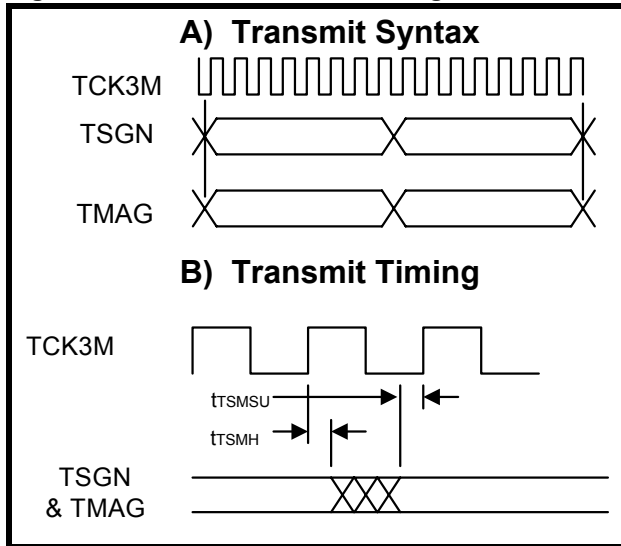 A) Transmit Syntax
TCK3M
TSGN
TMAG
B) Transmit Timing
TCK3M
tTSMSU
tTSMH
TSGN
& TMAG